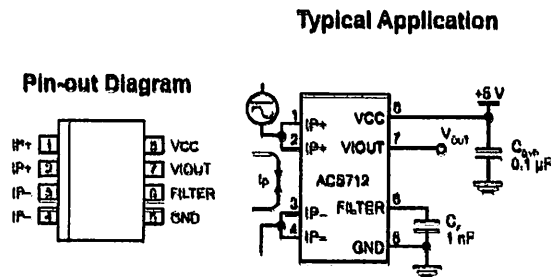 Typical Application
Pin-out Diagram
IP+ 1
IP+ 2
IP- 3
IP- 4
8 VCC
7 VIOUT
6 FILTER
5 GND
+5 V
1 IP+
2 IP+
3 IP-
4 IP-
IP
ACS712
VCC 8
VIOUT 7
VOUT
FILTER 6
GND 5
CBYP
0.1 µF
CF
1 nF